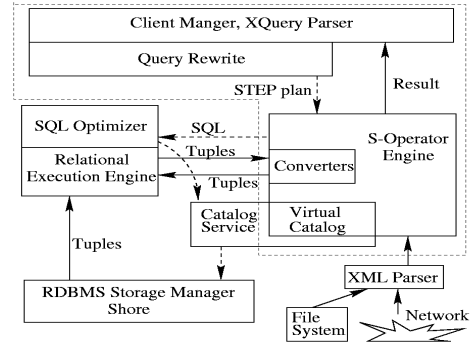 Client Manger, XQuery Parser
Query Rewrite
STEP plan
Result
SQL Optimizer
SQL
S-Operator
Engine
Relational
Execution Engine
Tuples
Converters
Tuples
Catalog
Service
Virtual
Catalog
Tuples
XML Parser
RDBMS Storage Manager
Shore
File
System
Network